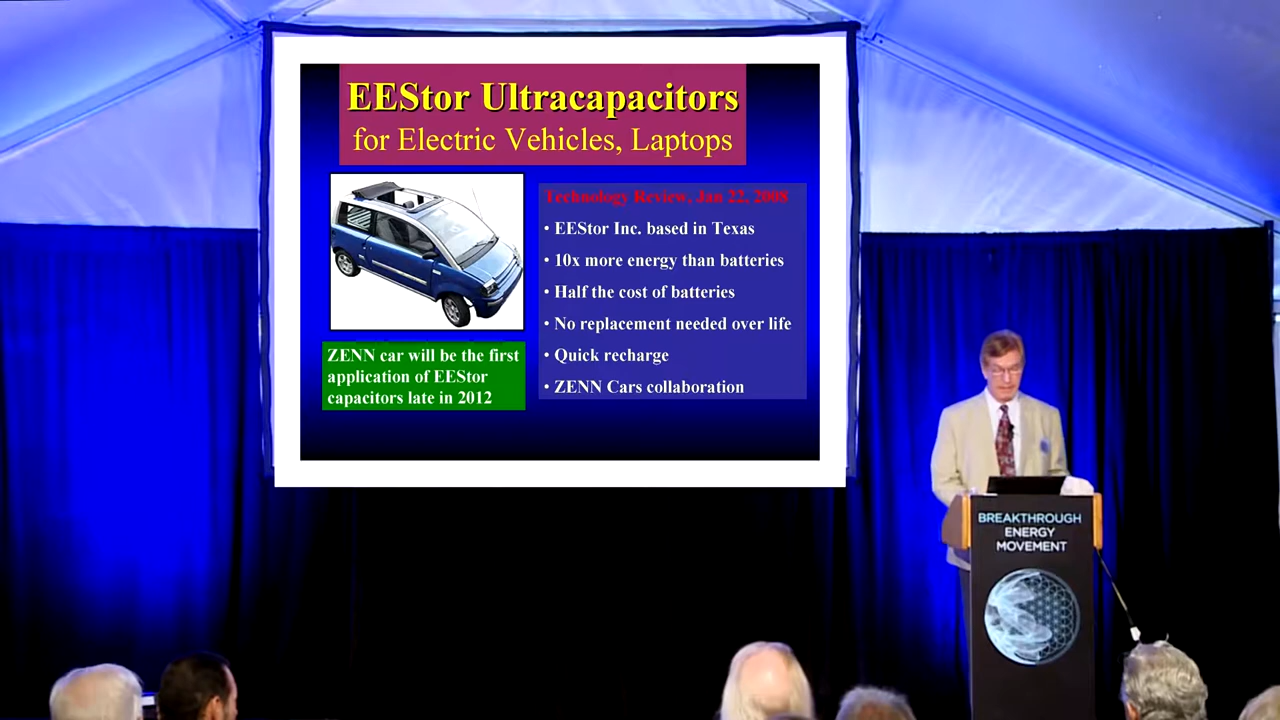 EEStor Ultracapacitors
for Electric Vehicles, Laptops
Technology Review, Jan 22, 2008
• EEStor Inc. based in Texas
• 10x more energy than batteries
• Half the cost of batteries
• No replacement needed over life
• Quick recharge
• ZENN Cars collaboration
ZENN car will be the first
application of EEStor
capacitors late in 2012
BREAKTHROUGH
ENERGY
MOVEMENT